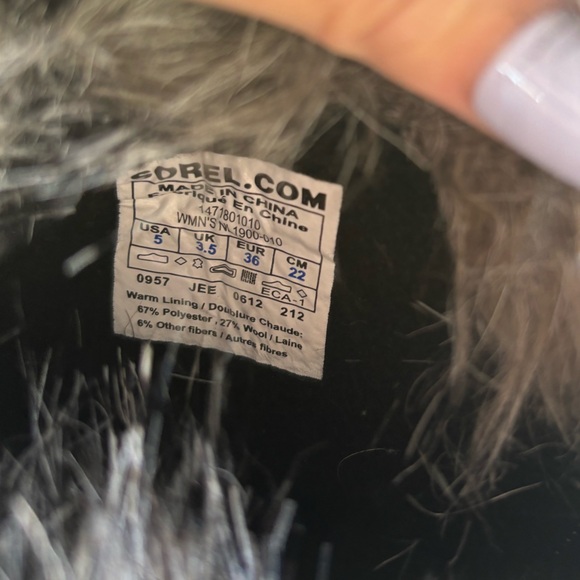 SOREL.COM
MADE IN CHINA
Fabriqué En Chine
1471801010
WMN'S N 1900-010
USA UK EUR CM
5 3.5 36 22
ECA-1
0957 JEE 0612 212
Warm Lining / Doublure Chaude:
67% Polyester , 27% Wool / Laine
6% Other fibers / Autres fibres